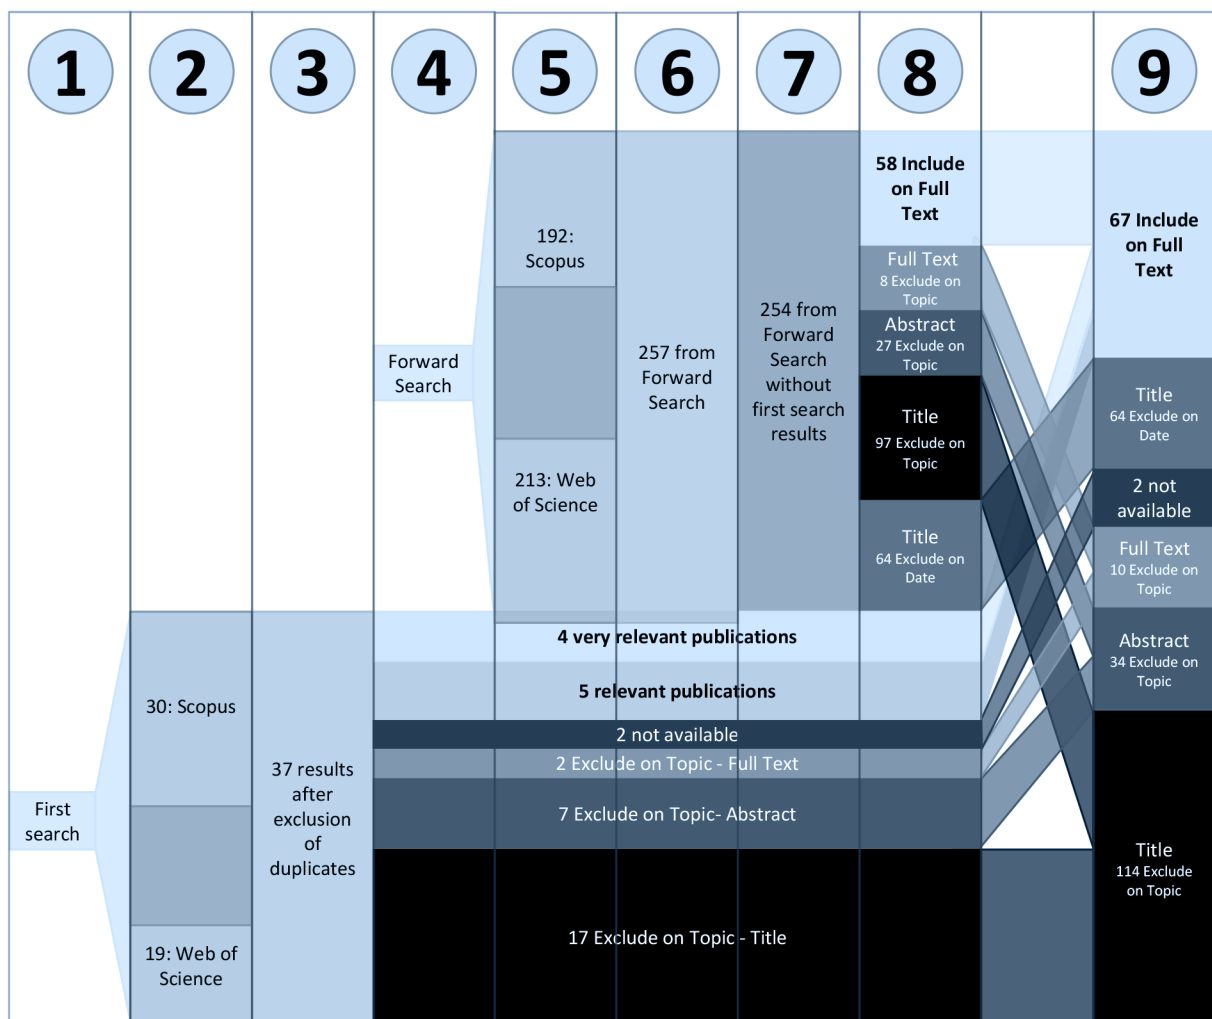 1
2
3
4
5
6
7
8
9
First
search
30: Scopus
19: Web of
Science
37 results
after
exclusion
of
duplicates
Forward
Search
192:
Scopus
213: Web
of Science
257 from
Forward
Search
254 from
Forward
Search
without
first search
results
58 Include
on Full
Text
Full Text
8 Exclude on
Topic
Abstract
27 Exclude on
Topic
Title
97 Exclude on
Topic
Title
64 Exclude on
Date
4 very relevant publications
5 relevant publications
2 not available
2 Exclude on Topic - Full Text
7 Exclude on Topic- Abstract
17 Exclude on Topic - Title
67 Include
on Full
Text
Title
64 Exclude on
Date
2 not
available
Full Text
10 Exclude on
Topic
Abstract
34 Exclude on
Topic
Title
114 Exclude
on Topic